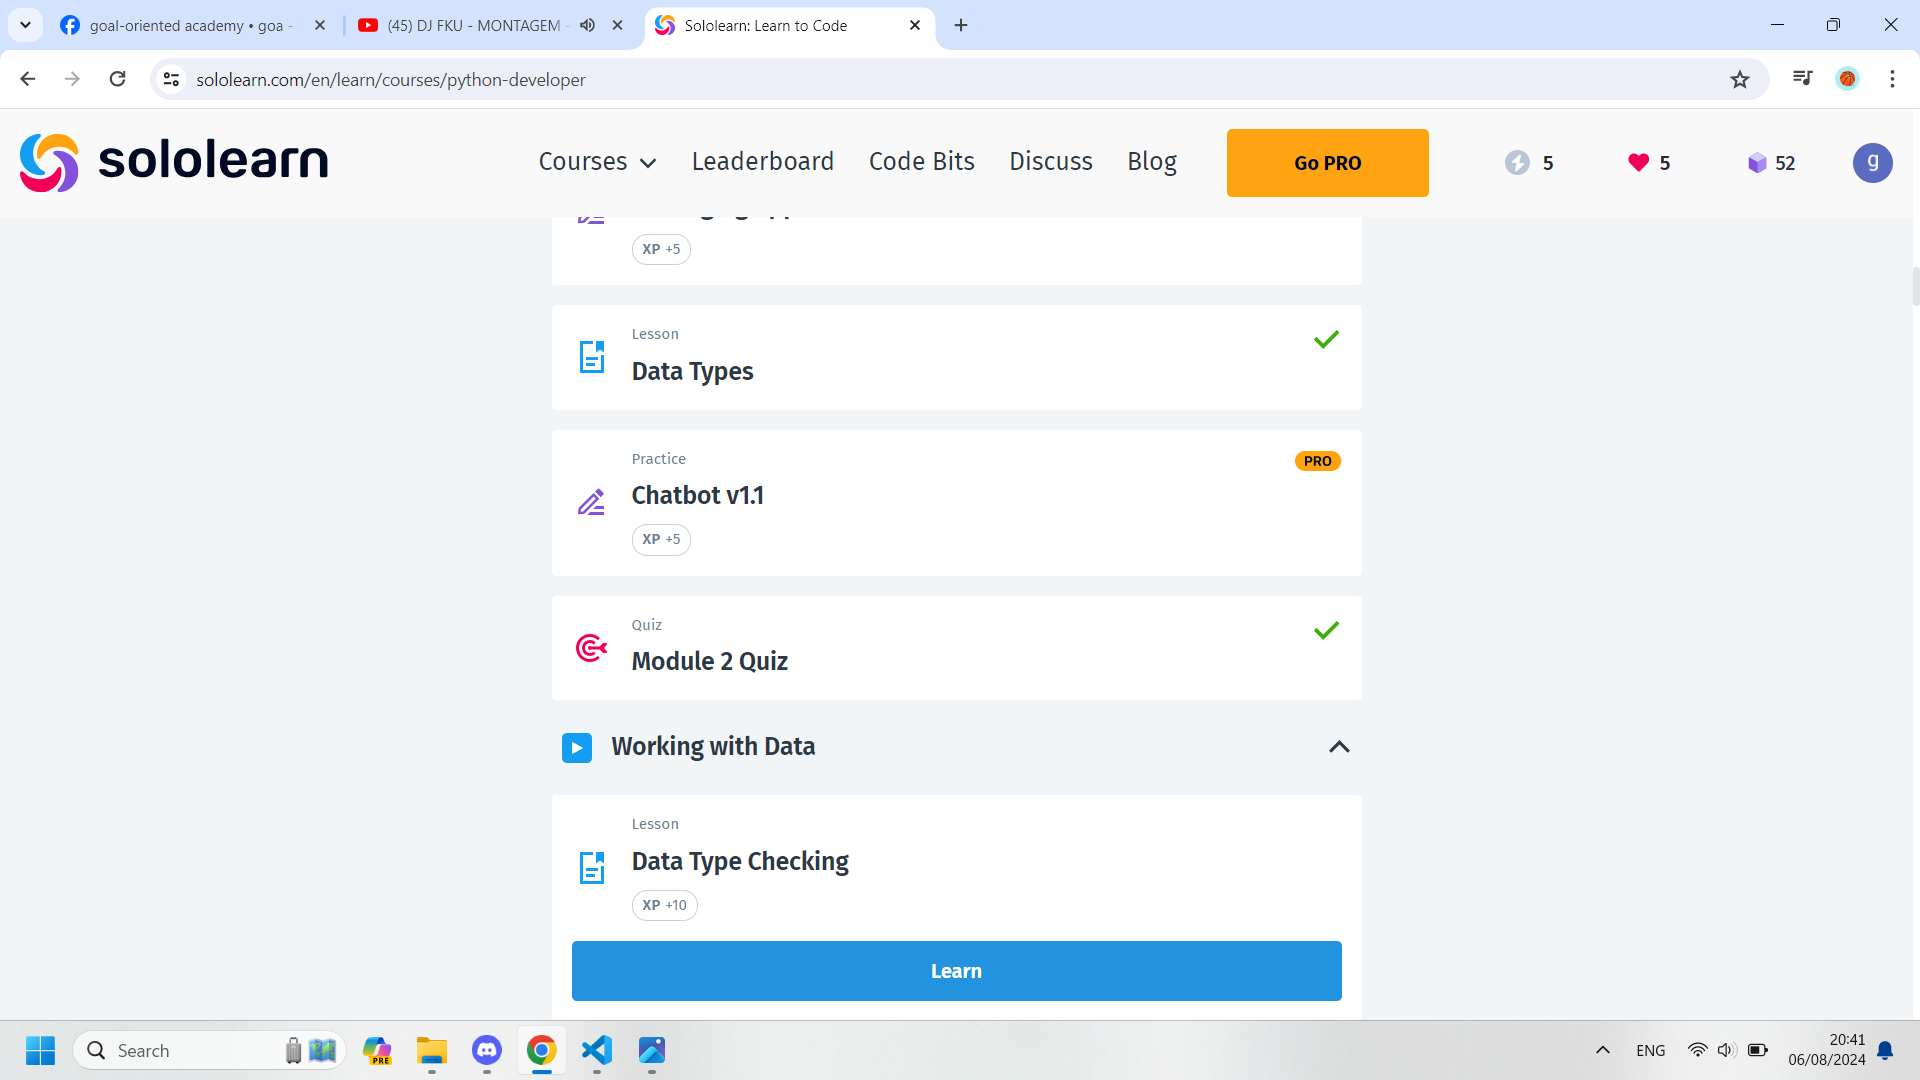 goal-oriented academy • goa -
(45) DJ FKU - MONTAGEM -
Sololearn: Learn to Code
sololearn.com/en/learn/courses/python-developer
sololearn
Courses
Leaderboard
Code Bits
Discuss
Blog
Go PRO
5
5
52
g
XP +5
Lesson
Data Types
Practice
PRO
Chatbot v1.1
XP +5
Quiz
Module 2 Quiz
Working with Data
Lesson
Data Type Checking
XP +10
Learn
Search
PRE
ENG
20:41
06/08/2024